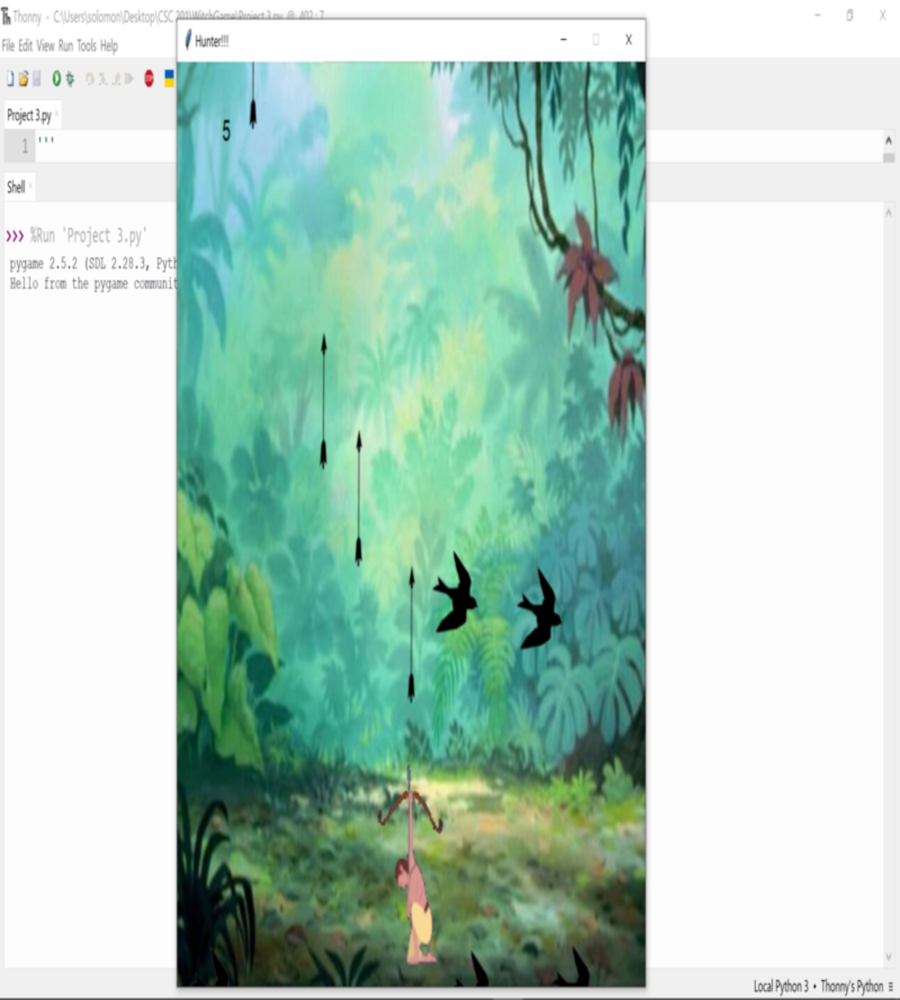 Thonny - C:\Users\solomon\Desktop\CSC 201\WitchGame\Project 3.py @ 402 : 7
Hunter!!!
File Edit View Run Tools Help
Project 3.py
5
1 '''
Shell
>>> %Run 'Project 3.py'
pygame 2.5.2 (SDL 2.28.3, Pyth
Hello from the pygame communit
Local Python 3 • Thonny's Python ≡